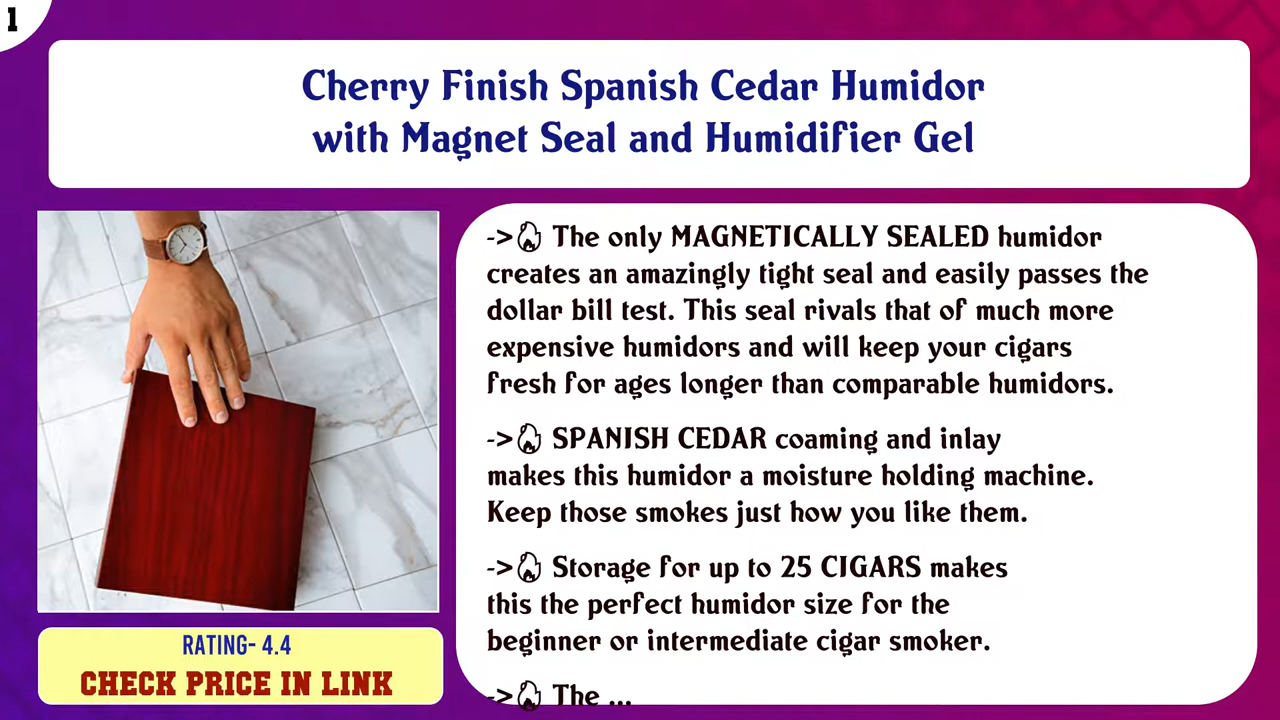 1
Cherry Finish Spanish Cedar Humidor
with Magnet Seal and Humidifier Gel
->🔥 The only MAGNETICALLY SEALED humidor
creates an amazingly tight seal and easily passes the
dollar bill test. This seal rivals that of much more
expensive humidors and will keep your cigars
fresh for ages longer than comparable humidors.
->🔥 SPANISH CEDAR coaming and inlay
makes this humidor a moisture holding machine.
Keep those smokes just how you like them.
->🔥 Storage for up to 25 CIGARS makes
this the perfect humidor size for the
beginner or intermediate cigar smoker.
->🔥 The ...
RATING- 4.4
CHECK PRICE IN LINK